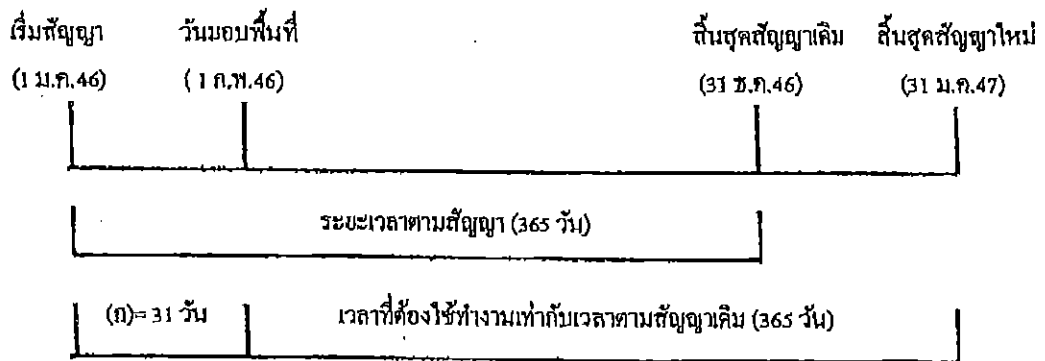 เริ่มสัญญา วันมอบพื้นที่ สิ้นสุดสัญญาเดิม สิ้นสุดสัญญาใหม่
(1 ม.ค.46) (1 ก.พ.46) (31 ธ.ค.46) (31 ม.ค.47)
ระยะเวลาตามสัญญา (365 วัน)
(ก)= 31 วัน เวลาที่ต้องใช้ทำงานเท่ากับเวลาตามสัญญาเดิม (365 วัน)